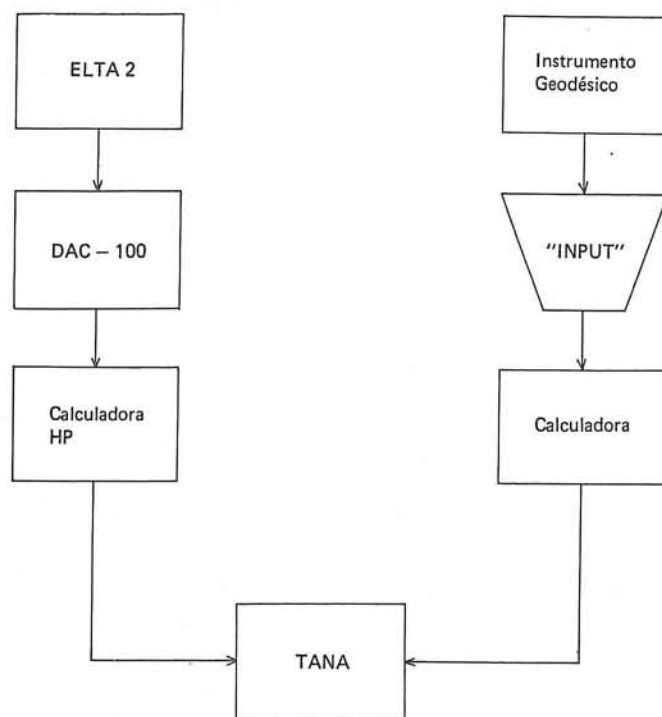 ELTA 2
Instrumento
Geodésico
DAC – 100
"INPUT"
Calculadora
HP
Calculadora
TANA